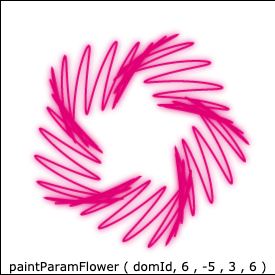 paintParamFlower ( domId, 6 , -5 , 3 , 6 )